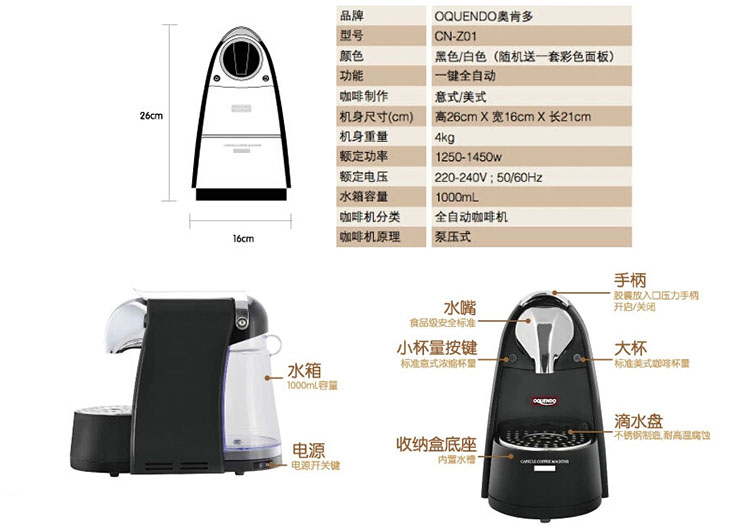 品牌 OQUENDO奥肯多
型号 CN-Z01
颜色 黑色/白色（随机送一套彩色面板）
功能 一键全自动
咖啡制作 意式/美式
机身尺寸(cm) 高26cm X 宽16cm X 长21cm
机身重量 4kg
额定功率 1250-1450w
额定电压 220-240V ; 50/60Hz
水箱容量 1000mL
咖啡机分类 全自动咖啡机
咖啡机原理 泵压式
26cm
16cm
CAPSULE COFFEE MACHINE
水箱
1000mL容量
电源
电源开关键
手柄
胶囊放入口压力手柄
开启/关闭
水嘴
食品级安全标准
小杯量按键
标准意式浓缩杯量
大杯
标准美式咖啡杯量
OQUENDO
滴水盘
不锈钢制造,耐高温腐蚀
收纳盒底座
内置水槽
CAPSULE COFFEE MACHINE